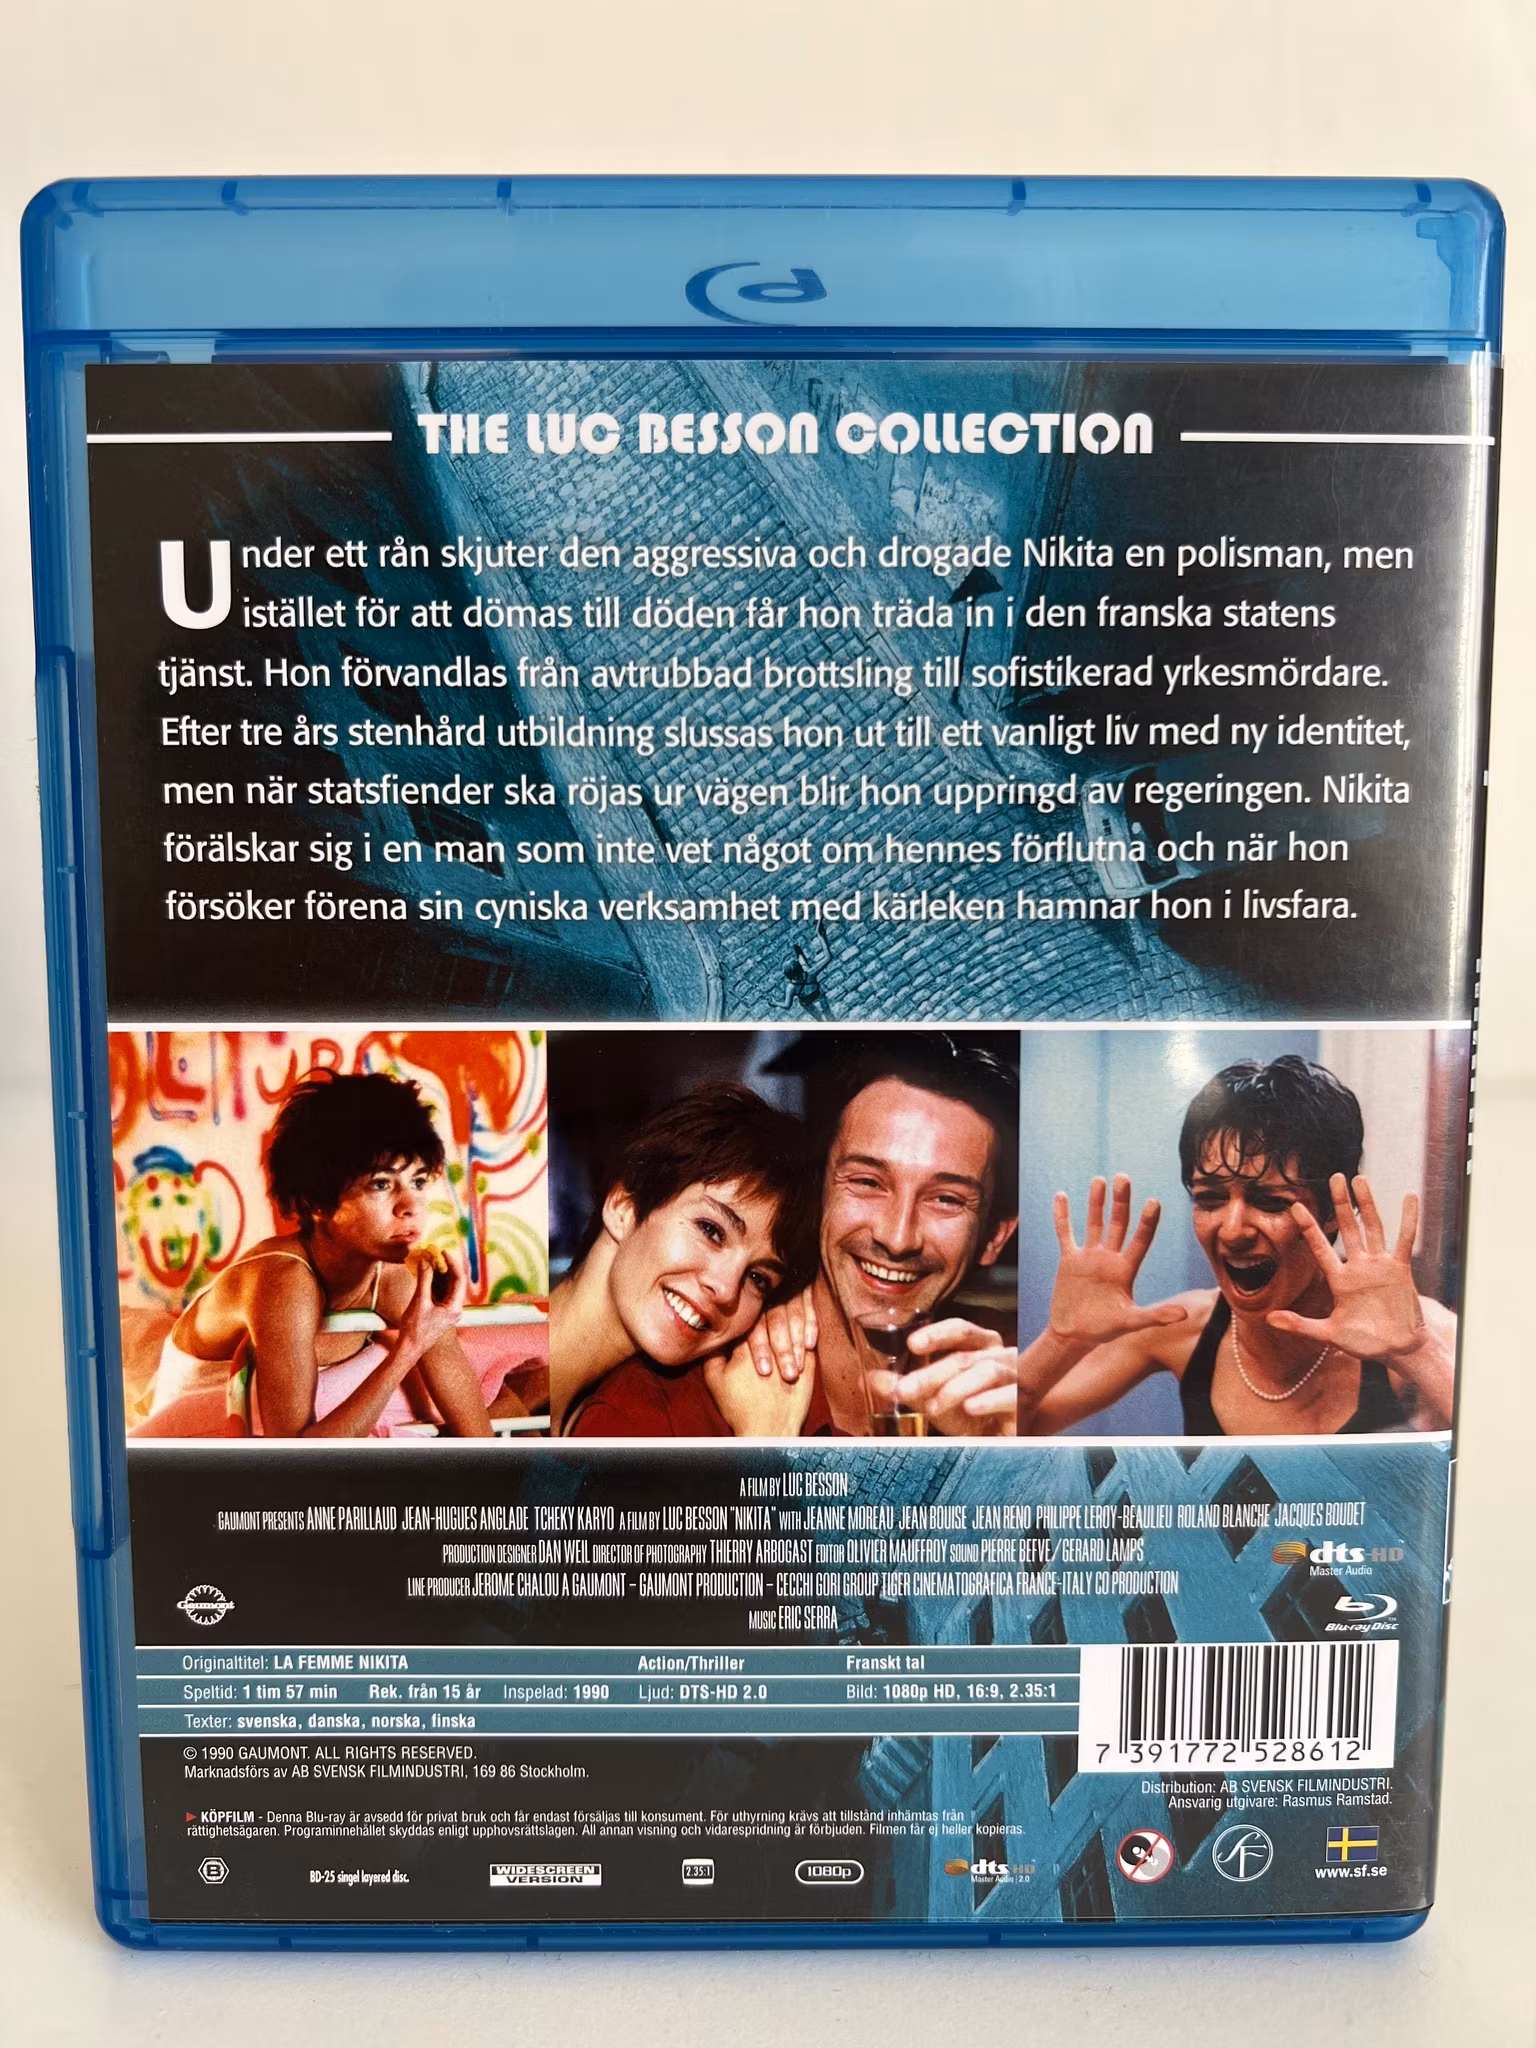 THE LUC BESSON COLLECTION
Under ett rån skjuter den aggressiva och drogade Nikita en polisman, men
istället för att dömas till döden får hon träda in i den franska statens
tjänst. Hon förvandlas från avtrubbad brottsling till sofistikerad yrkesmördare.
Efter tre års stenhård utbildning slussas hon ut till ett vanligt liv med ny identitet,
men när statsfiender ska röjas ur vägen blir hon uppringd av regeringen. Nikita
förälskar sig i en man som inte vet något om hennes förflutna och när hon
försöker förena sin cyniska verksamhet med kärleken hamnar hon i livsfara.
A FILM BY LUC BESSON
GAUMONT PRESENTS ANNE PARILLAUD JEAN-HUGUES ANGLADE TCHEKY KARYO A FILM BY LUC BESSON "NIKITA" WITH JEANNE MOREAU JEAN BOUISE JEAN RENO PHILIPPE LEROY-BEAULIEU ROLAND BLANCHE JACQUES BOUDET
PRODUCTION DESIGNER DAN WEIL DIRECTOR OF PHOTOGRAPHY THIERRY ARBOGAST EDITOR OLIVIER MAUFFROY SOUND PIERRE BEFVE/GERARD LAMPS
LINE PRODUCER JEROME CHALOU A GAUMONT – GAUMONT PRODUCTION – CECCHI GORI GROUP TIGER CINEMATOGRAFICA FRANCE-ITALY CO PRODUCTION
MUSIC ERIC SERRA
Gaumont
dts-HD
Master Audio
Blu-ray Disc
Originaltitel: LA FEMME NIKITA Action/Thriller Franskt tal
Speltid: 1 tim 57 min Rek. från 15 år Inspelad: 1990 Ljud: DTS-HD 2.0 Bild: 1080p HD, 16:9, 2.35:1
Texter: svenska, danska, norska, finska
7 391772 528612
© 1990 GAUMONT. ALL RIGHTS RESERVED.
Marknadsförs av AB SVENSK FILMINDUSTRI, 169 86 Stockholm.
Distribution: AB SVENSK FILMINDUSTRI.
Ansvarig utgivare: Rasmus Ramstad.
KÖPFILM - Denna Blu-ray är avsedd för privat bruk och får endast försäljas till konsument. För uthyrning krävs att tillstånd inhämtas från
rättighetsägaren. Programinnehållet skyddas enligt upphovsrättslagen. All annan visning och vidarespridning är förbjuden. Filmen får ej heller kopieras.
B
BD-25 singel layered disc.
WIDESCREEN
VERSION
2.35:1
1080p
dts-HD
Master Audio | 2.0
SF
www.sf.se